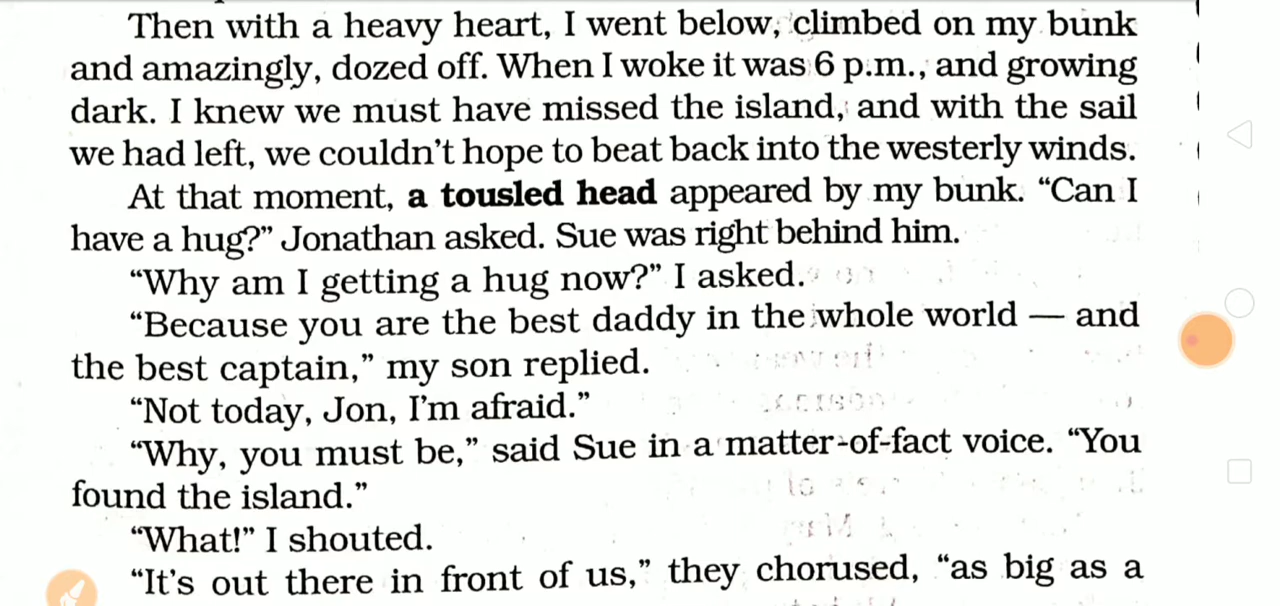 Then with a heavy heart, I went below, climbed on my bunk
and amazingly, dozed off. When I woke it was 6 p.m., and growing
dark. I knew we must have missed the island, and with the sail
we had left, we couldn't hope to beat back into the westerly winds.
At that moment, a tousled head appeared by my bunk. “Can I
have a hug?” Jonathan asked. Sue was right behind him.
“Why am I getting a hug now?” I asked.
“Because you are the best daddy in the whole world — and
the best captain,” my son replied.
“Not today, Jon, I'm afraid.”
“Why, you must be,” said Sue in a matter-of-fact voice. “You
found the island.”
“What!” I shouted.
“It's out there in front of us,” they chorused, “as big as a